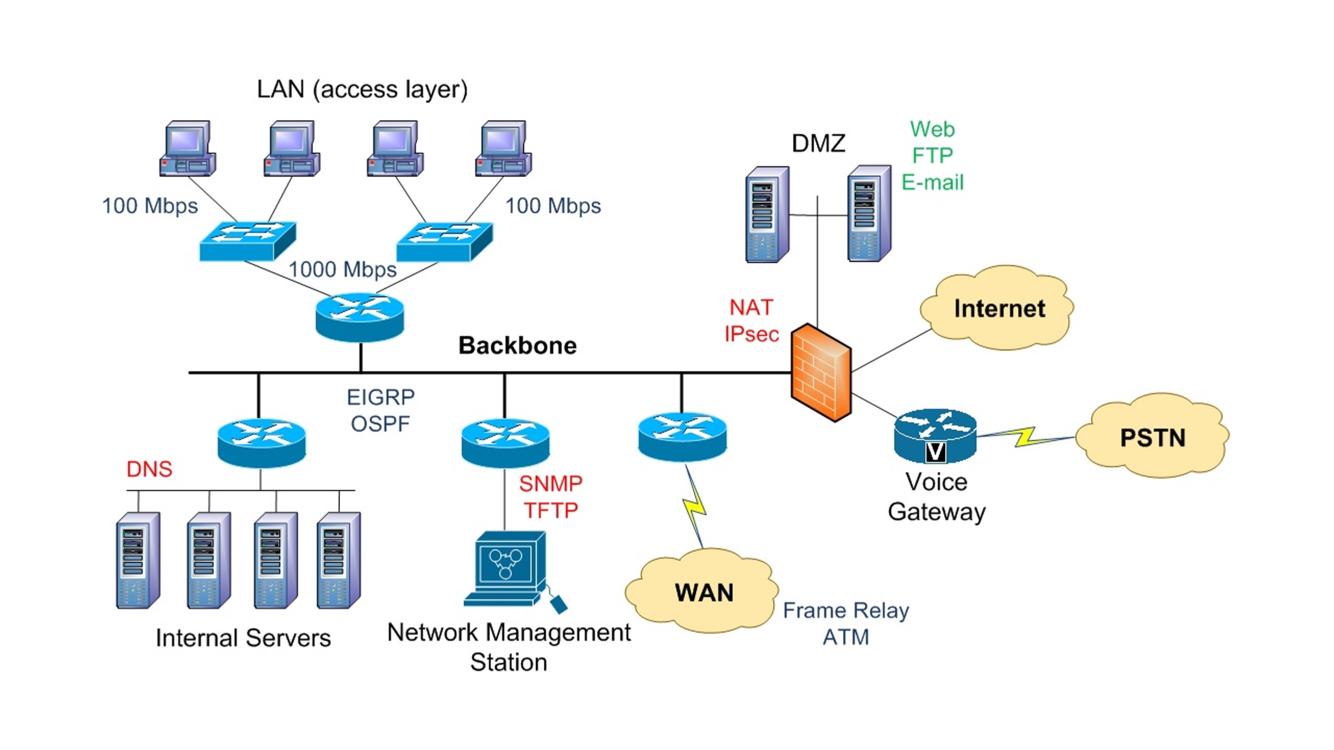 LAN (access layer)
100 Mbps
100 Mbps
1000 Mbps
DMZ
Web
FTP
E-mail
NAT
IPsec
Internet
Backbone
EIGRP
OSPF
PSTN
V
Voice
Gateway
DNS
SNMP
TFTP
WAN
Frame Relay
ATM
Internal Servers
Network Management
Station